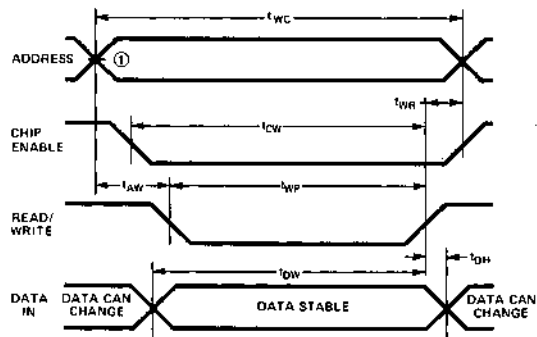 tWC
ADDRESS
①
tWR
CHIP
ENABLE
tCW
tAW
tWP
READ/
WRITE
tDH
tDW
DATA
IN
DATA CAN
CHANGE
DATA STABLE
DATA CAN
CHANGE